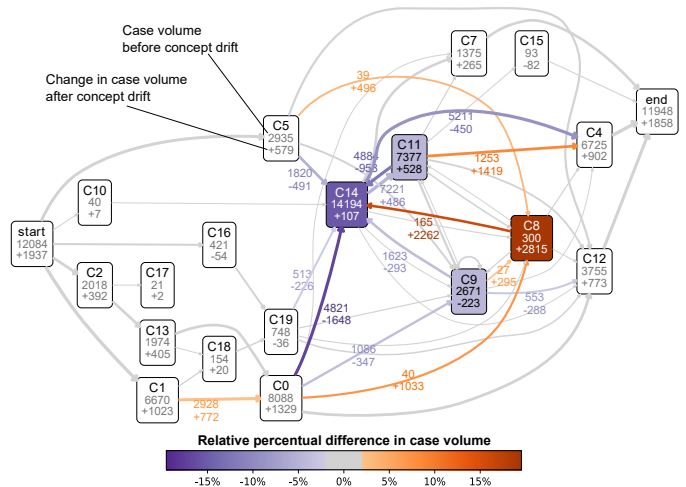 Case volume
before concept drift
Change in case volume
after concept drift
C7
1375
+265
C15
93
-82
39
+496
end
11948
+1858
C5
2935
+579
5211
-450
C4
6725
+902
C11
7377
+528
1253
+1419
4884
-953
1820
-491
C14
14194
+107
7221
+486
C10
40
+7
165
+2262
C8
300
+2815
start
12084
+1937
C16
421
-54
C2
2018
+392
C17
21
+2
1623
-293
C12
3755
+773
C9
2671
-223
27
+295
513
-226
553
-288
4821
-1648
C19
748
-36
C13
1974
+405
C18
154
+20
1086
-347
C1
6670
+1023
2928
+772
C0
8088
+1329
40
+1033
Relative percentual difference in case volume
-15% -10% -5% 0% 5% 10% 15%